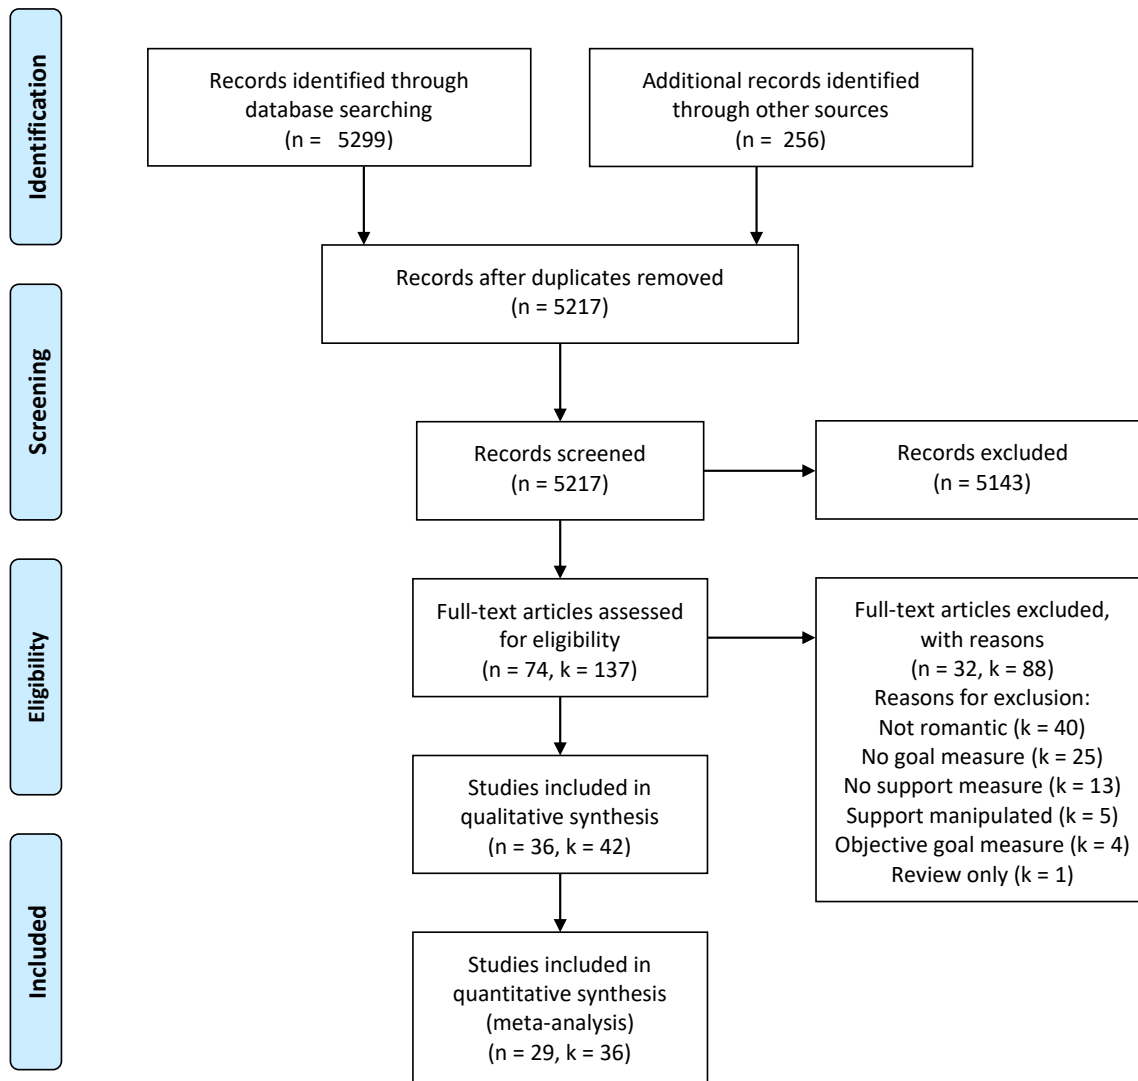 Identification
Records identified through
database searching
(n = 5299)
Additional records identified
through other sources
(n = 256)
Records after duplicates removed
(n = 5217)
Screening
Records screened
(n = 5217)
Records excluded
(n = 5143)
Eligibility
Full-text articles assessed
for eligibility
(n = 74, k = 137)
Full-text articles excluded,
with reasons
(n = 32, k = 88)
Reasons for exclusion:
Not romantic (k = 40)
No goal measure (k = 25)
No support measure (k = 13)
Support manipulated (k = 5)
Objective goal measure (k = 4)
Review only (k = 1)
Studies included in
qualitative synthesis
(n = 36, k = 42)
Included
Studies included in
quantitative synthesis
(meta-analysis)
(n = 29, k = 36)